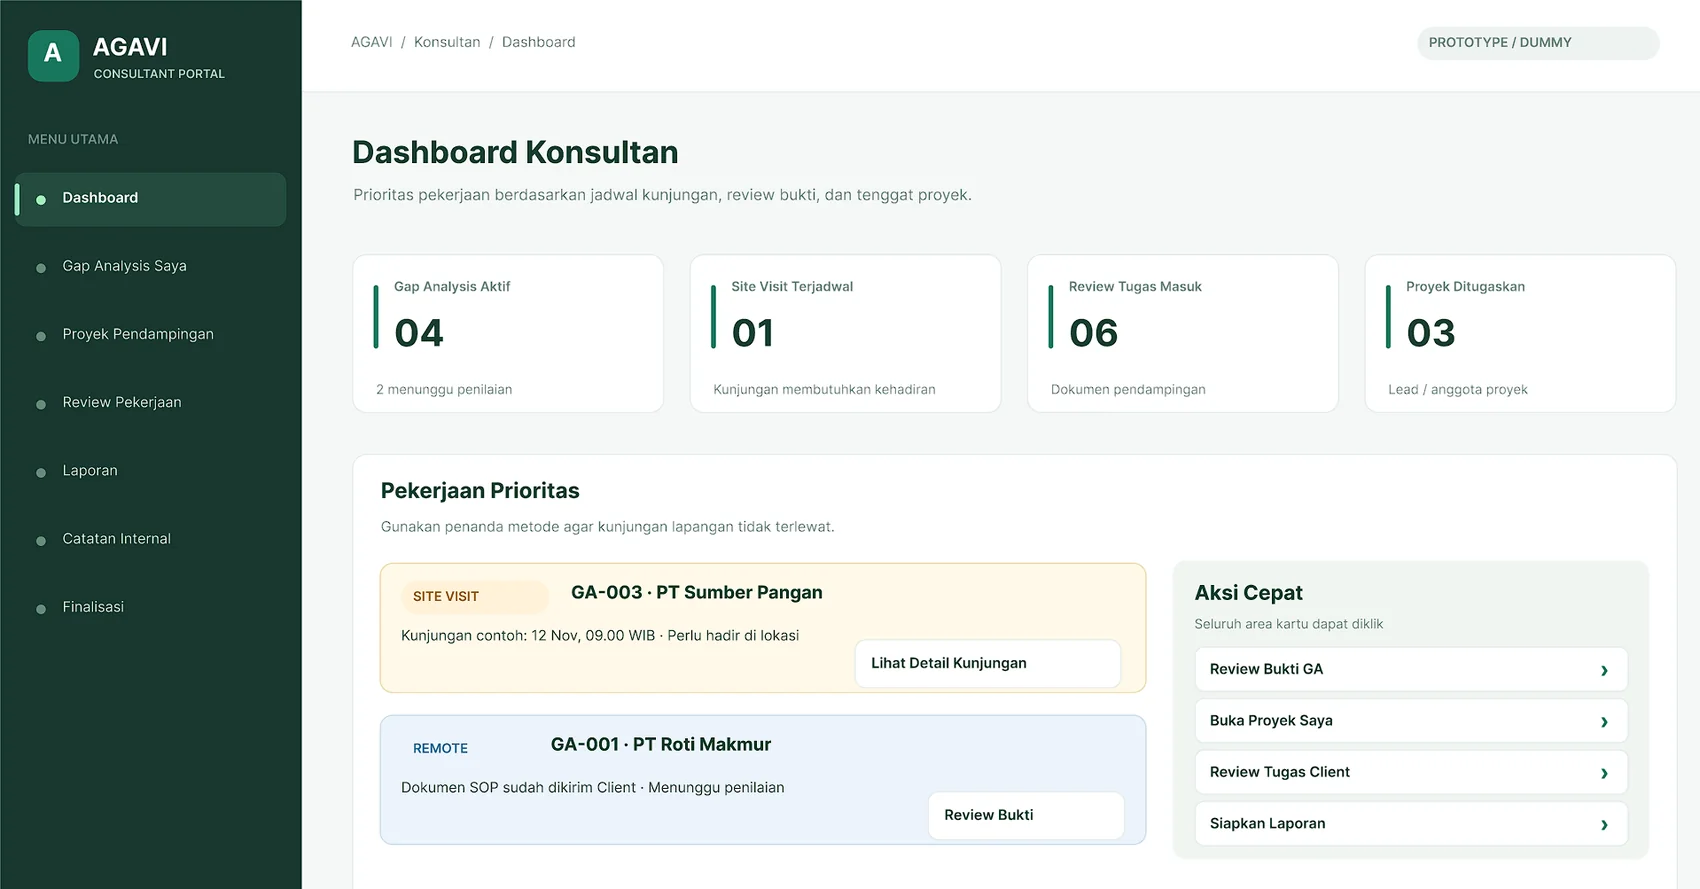 A
AGAVI
CONSULTANT PORTAL
MENU UTAMA
Dashboard
Gap Analysis Saya
Proyek Pendampingan
Review Pekerjaan
Laporan
Catatan Internal
Finalisasi
AGAVI / Konsultan / Dashboard
PROTOTYPE / DUMMY
Dashboard Konsultan
Prioritas pekerjaan berdasarkan jadwal kunjungan, review bukti, dan tenggat proyek.
Gap Analysis Aktif
04
2 menunggu penilaian
Site Visit Terjadwal
01
Kunjungan membutuhkan kehadiran
Review Tugas Masuk
06
Dokumen pendampingan
Proyek Ditugaskan
03
Lead / anggota proyek
Pekerjaan Prioritas
Gunakan penanda metode agar kunjungan lapangan tidak terlewat.
SITE VISIT
GA-003 · PT Sumber Pangan
Kunjungan contoh: 12 Nov, 09.00 WIB · Perlu hadir di lokasi
Lihat Detail Kunjungan
REMOTE
GA-001 · PT Roti Makmur
Dokumen SOP sudah dikirim Client · Menunggu penilaian
Review Bukti
Aksi Cepat
Seluruh area kartu dapat diklik
Review Bukti GA ›
Buka Proyek Saya ›
Review Tugas Client ›
Siapkan Laporan ›